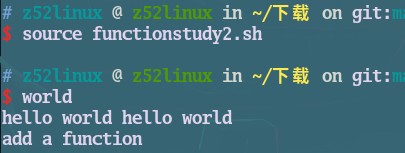 # z52linux @ z52linux in ~/下载 on git:ma
$ source functionstudy2.sh
# z52linux @ z52linux in ~/下载 on git:ma
$ world
hello world hello world
add a function